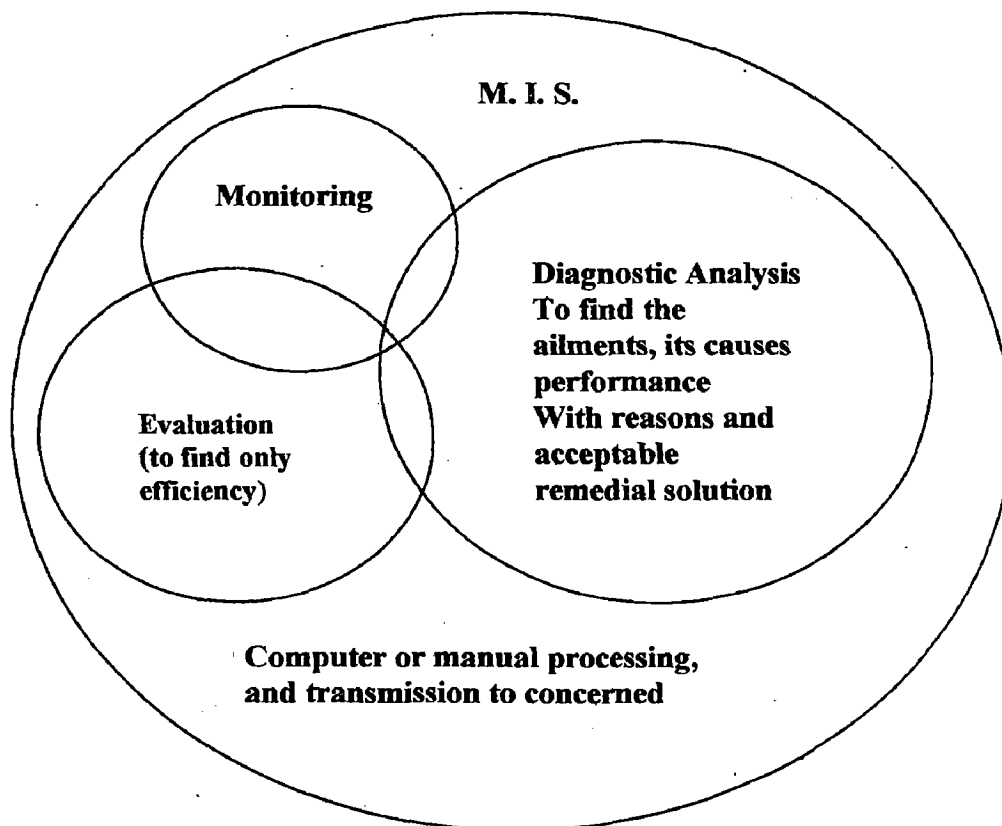 M. I. S.
Monitoring
Diagnostic Analysis
To find the
ailments, its causes
performance
With reasons and
acceptable
remedial solution
Evaluation
(to find only
efficiency)
Computer or manual processing,
and transmission to concerned